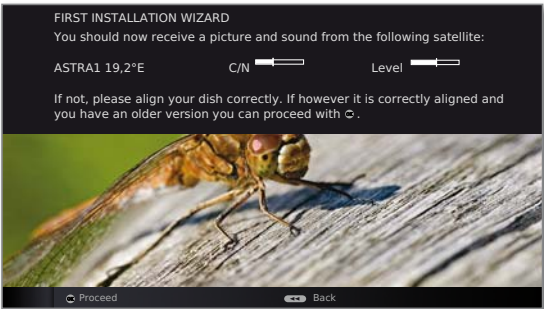 FIRST INSTALLATION WIZARD
You should now receive a picture and sound from the following satellite:
ASTRA1 19,2°E C/N Level
If not, please align your dish correctly. If however it is correctly aligned and
you have an older version you can proceed with .
Proceed Back